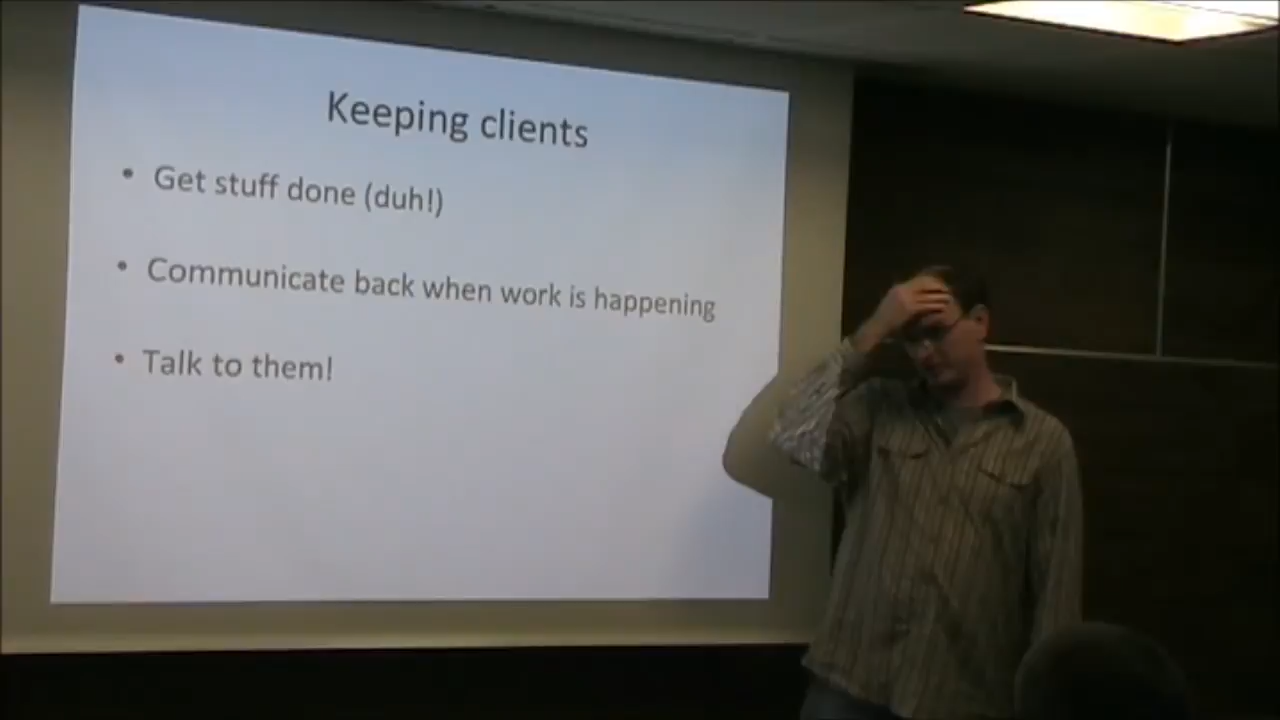 Keeping clients
• Get stuff done (duh!)
• Communicate back when work is happening
• Talk to them!